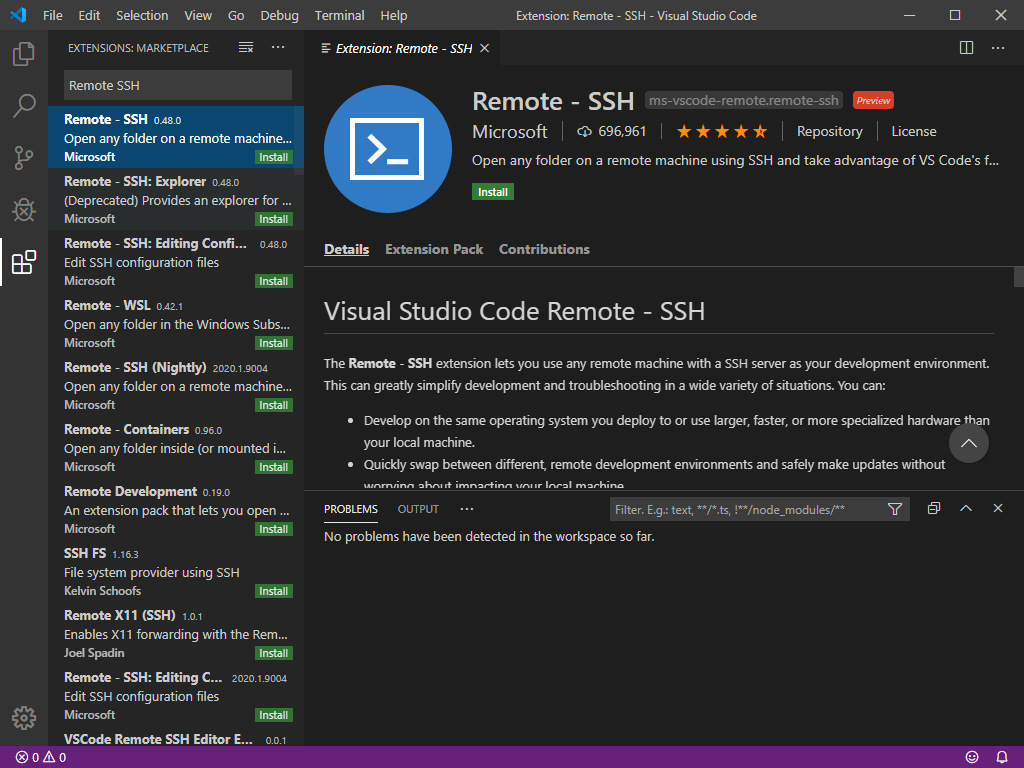 File Edit Selection View Go Debug Terminal Help Extension: Remote - SSH - Visual Studio Code
EXTENSIONS: MARKETPLACE
Remote SSH
Remote - SSH 0.48.0
Open any folder on a remote machine...
Microsoft Install
Remote - SSH: Explorer 0.48.0
(Deprecated) Provides an explorer for ...
Microsoft Install
Remote - SSH: Editing Confi... 0.48.0
Edit SSH configuration files
Microsoft Install
Remote - WSL 0.42.1
Open any folder in the Windows Subs...
Microsoft Install
Remote - SSH (Nightly) 2020.1.9004
Open any folder on a remote machine...
Microsoft Install
Remote - Containers 0.96.0
Open any folder inside (or mounted i...
Microsoft Install
Remote Development 0.19.0
An extension pack that lets you open ...
Microsoft Install
SSH FS 1.16.3
File system provider using SSH
Kelvin Schoofs Install
Remote X11 (SSH) 1.0.1
Enables X11 forwarding with the Rem...
Joel Spadin Install
Remote - SSH: Editing C... 2020.1.9004
Edit SSH configuration files
Microsoft Install
VSCode Remote SSH Editor E... 0.0.1
Extension: Remote - SSH
Remote - SSH ms-vscode-remote.remote-ssh Preview
Microsoft 696,961 Repository License
Open any folder on a remote machine using SSH and take advantage of VS Code's f...
Install
Details Extension Pack Contributions
Visual Studio Code Remote - SSH
The Remote - SSH extension lets you use any remote machine with a SSH server as your development environment.
This can greatly simplify development and troubleshooting in a wide variety of situations. You can:
• Develop on the same operating system you deploy to or use larger, faster, or more specialized hardware than
your local machine.
• Quickly swap between different, remote development environments and safely make updates without
worrying about impacting your local machine.
PROBLEMS OUTPUT Filter. E.g.: text, **/*.ts, !**/node_modules/**
No problems have been detected in the workspace so far.
0 0